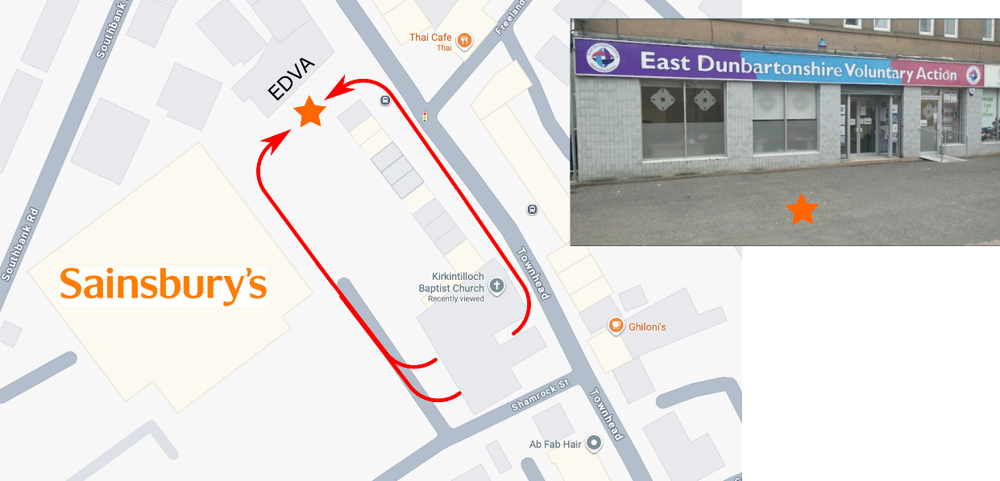 Southbank
Thai Cafe
Thai
Freeland
EDVA
East Dunbartonshire Voluntary Action
Southbank Rd
Sainsbury's
Kirkintilloch
Baptist Church
Recently viewed
Townhead
Ghiloni's
Shamrock St
Townhead
Ab Fab Hair